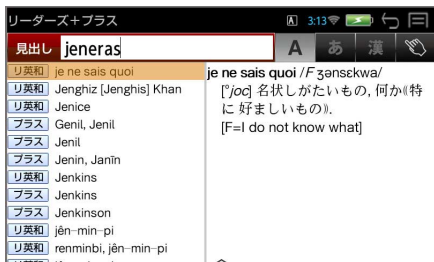 リーダーズ＋プラス A 3:13
見出し jeneras A あ 漢
リ英和 je ne sais quoi
リ英和 Jenghiz [Jenghis] Khan
リ英和 Jenice
プラス Genil, Jenil
プラス Jenil
プラス Jenin, Janīn
リ英和 Jenkins
プラス Jenkins
プラス Jenkinson
リ英和 jên-min-pi
リ英和 renminbi, jên-min-pi
je ne sais quoi /F ʒənsɛkwa/
[°joc] 名状しがたいもの, 何か《特
に 好ましいもの》.
[F=I do not know what]